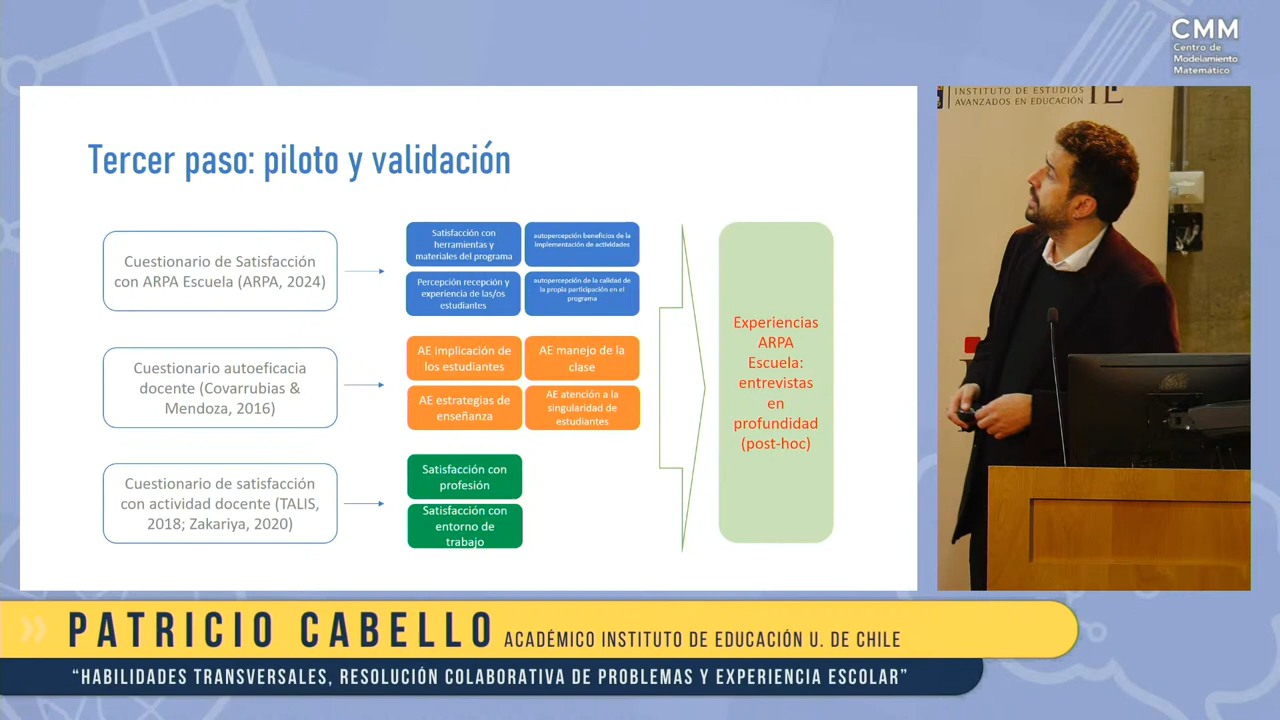 CMM
Centro de
Modelamiento
Matemático
INSTITUTO DE ESTUDIOS
AVANZADOS EN EDUCACIÓN
IE
Tercer paso: piloto y validación
Cuestionario de Satisfacción
con ARPA Escuela (ARPA, 2024)
Satisfacción con
herramientas y
materiales del programa
autopercepción beneficios de la
implementación de actividades
Percepción recepción y
experiencia de las/os
estudiantes
autopercepción de la calidad de
la propia participación en el
programa
Cuestionario autoeficacia
docente (Covarrubias &
Mendoza, 2016)
AE implicación de
los estudiantes
AE manejo de la
clase
AE estrategias de
enseñanza
AE atención a la
singularidad de
estudiantes
Cuestionario de satisfacción
con actividad docente (TALIS,
2018; Zakariya, 2020)
Satisfacción con
profesión
Satisfacción con
entorno de
trabajo
Experiencias
ARPA
Escuela:
entrevistas
en
profundidad
(post-hoc)
PATRICIO CABELLO ACADÉMICO INSTITUTO DE EDUCACIÓN U. DE CHILE
“HABILIDADES TRANSVERSALES, RESOLUCIÓN COLABORATIVA DE PROBLEMAS Y EXPERIENCIA ESCOLAR”